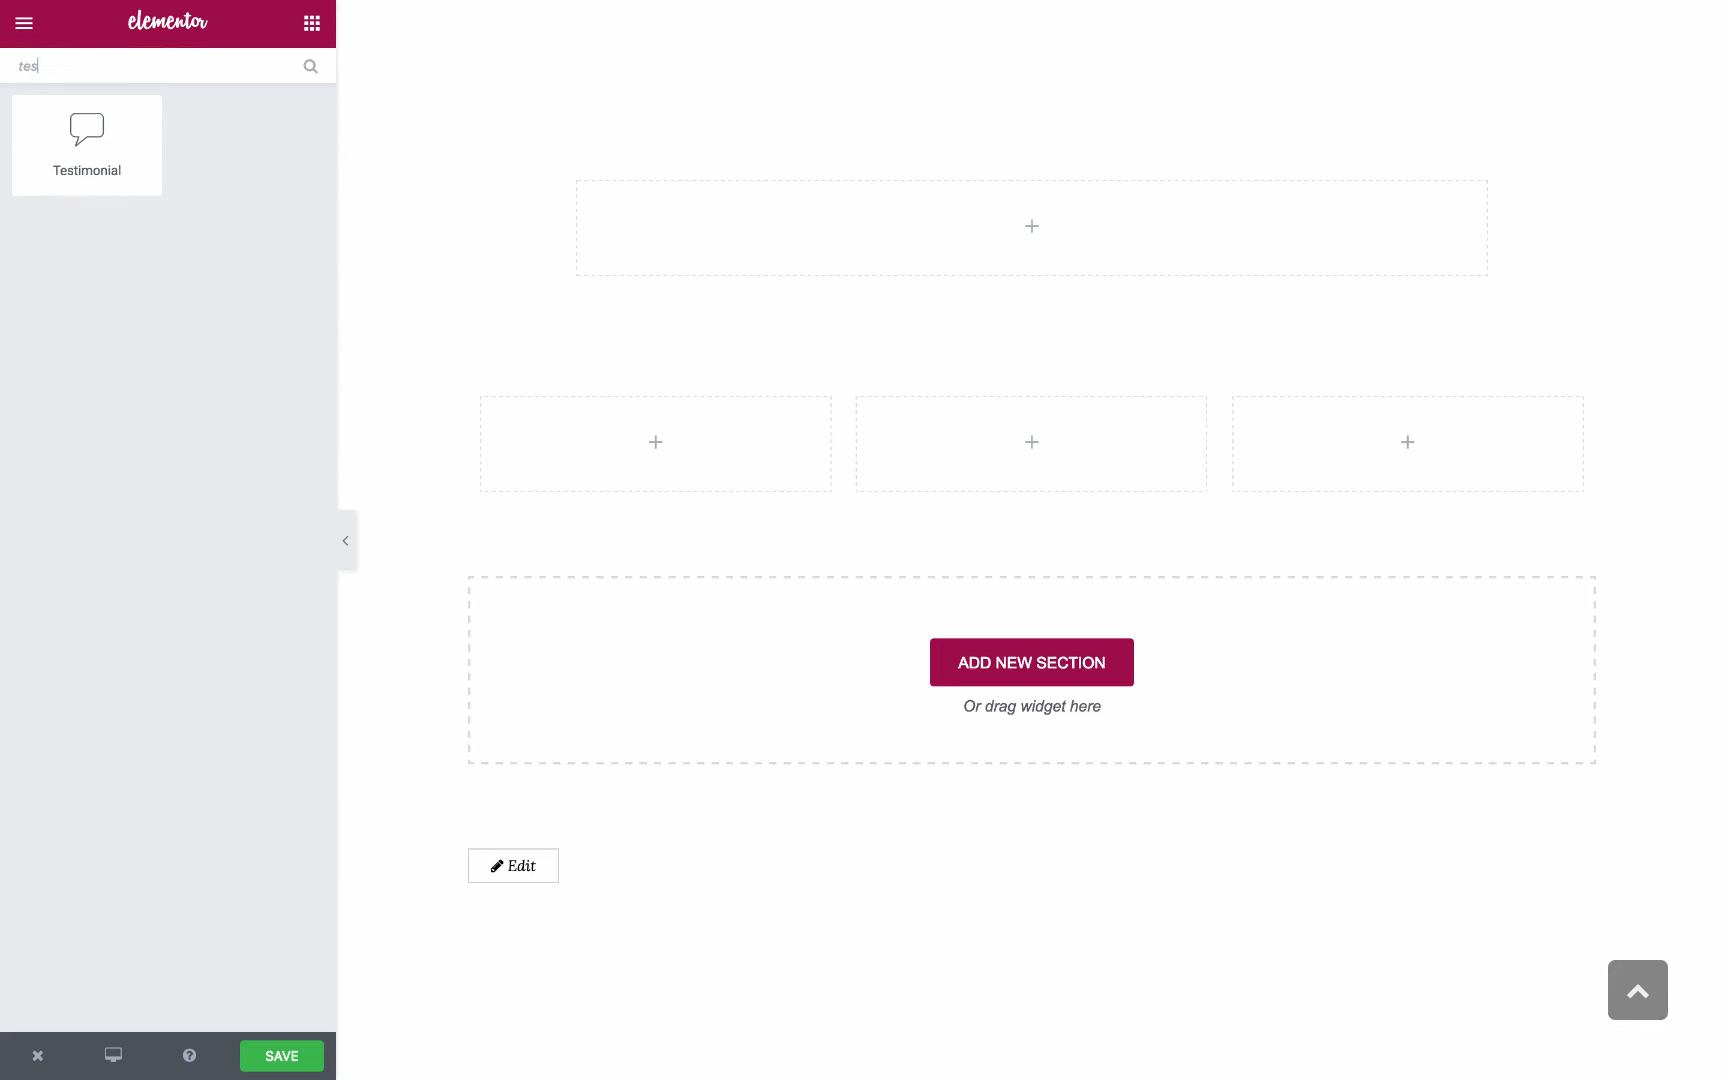 elementor
tes
Testimonial
ADD NEW SECTION
Or drag widget here
Edit
SAVE